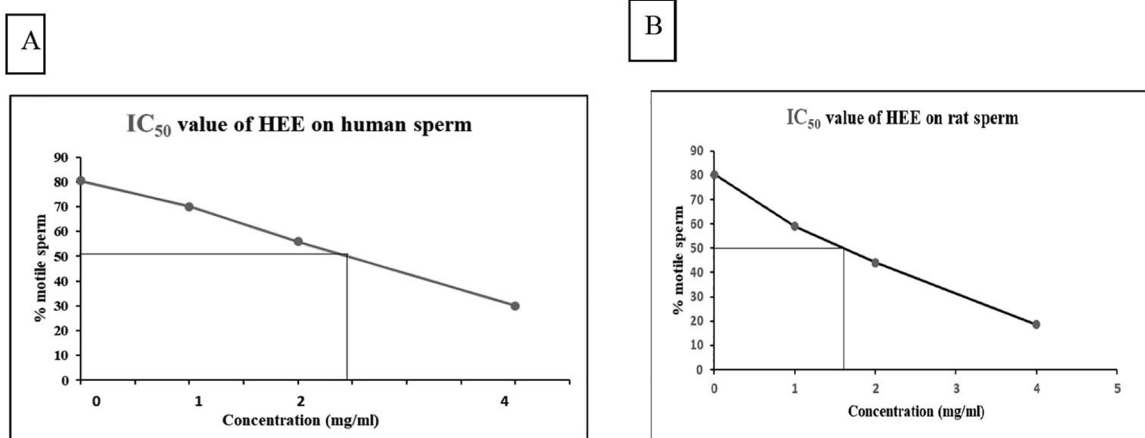 A
B
IC50 value of HEE on human sperm
90
80
70
60
50
40
30
20
10
0
% motile sperm
0 1 2 4
Concentration (mg/ml)
IC50 value of HEE on rat sperm
90
80
70
60
50
40
30
20
10
0
% motile sperm
0 1 2 3 4 5
Concentration (mg/ml)